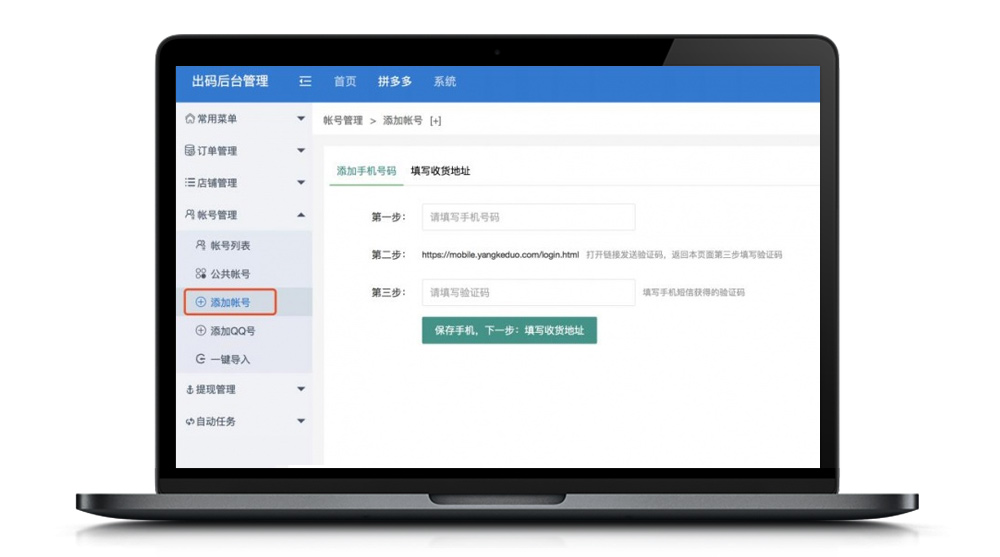 出码后台管理 首页 拼多多 系统
常用菜单
订单管理
店铺管理
帐号管理
帐号列表
公共帐号
添加帐号
添加QQ号
一键导入
提现管理
自动任务
帐号管理 > 添加帐号 [+]
添加手机号码 填写收货地址
第一步: 请填写手机号码
第二步: https://mobile.yangkeduo.com/login.html 打开链接发送验证码，返回本页面第三步填写验证码
第三步: 请填写验证码 填写手机短信获得的验证码
保存手机，下一步：填写收货地址